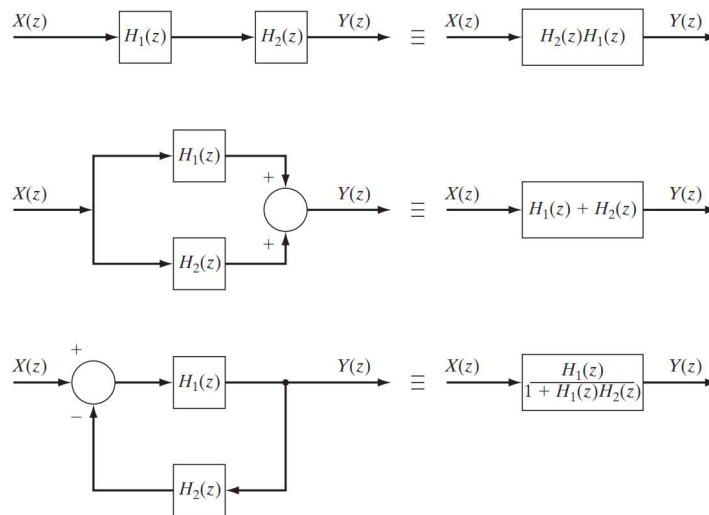 X(z) H₁(z) H₂(z) Y(z) ≡ X(z) H₂(z)H₁(z) Y(z)
H₁(z)
+
X(z) Y(z) ≡ X(z) H₁(z) + H₂(z) Y(z)
+
H₂(z)
+
X(z) H₁(z) Y(z) ≡ X(z) H₁(z) Y(z)
1 + H₁(z)H₂(z)
−
H₂(z)